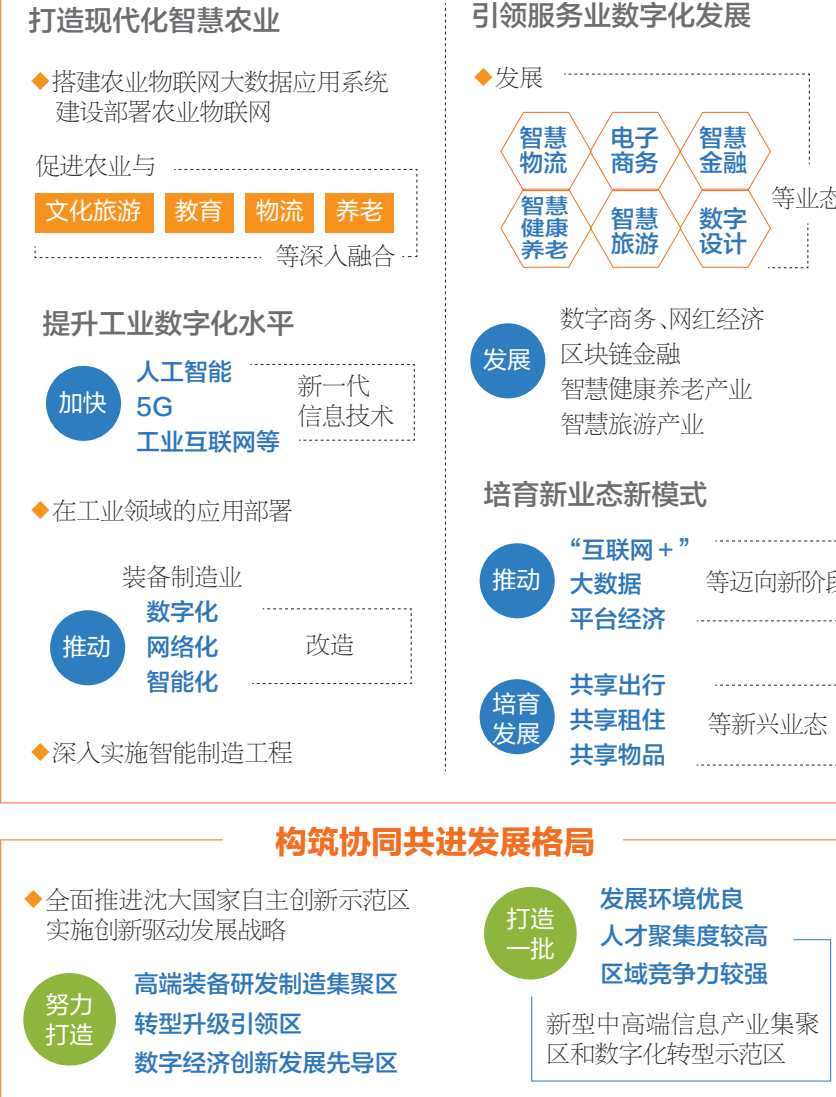 打造现代化智慧农业
◆搭建农业物联网大数据应用系统
建设部署农业物联网
促进农业与
文化旅游 教育 物流 养老
等深入融合
提升工业数字化水平
加快
人工智能
5G
工业互联网等
新一代
信息技术
◆在工业领域的应用部署
装备制造业
推动
数字化
网络化
智能化
改造
◆深入实施智能制造工程
引领服务业数字化发展
◆发展
智慧
物流
电子
商务
智慧
金融
智慧
健康
养老
智慧
旅游
数字
设计
等业态
发展
数字商务、网红经济
区块链金融
智慧健康养老产业
智慧旅游产业
培育新业态新模式
推动
“互联网+”
大数据
平台经济
等迈向新阶段
培育
发展
共享出行
共享租住
共享物品
等新兴业态
构筑协同共进发展格局
◆全面推进沈大国家自主创新示范区
实施创新驱动发展战略
努力
打造
高端装备研发制造集聚区
转型升级引领区
数字经济创新发展先导区
打造
一批
发展环境优良
人才聚集度较高
区域竞争力较强
新型中高端信息产业集聚
区和数字化转型示范区